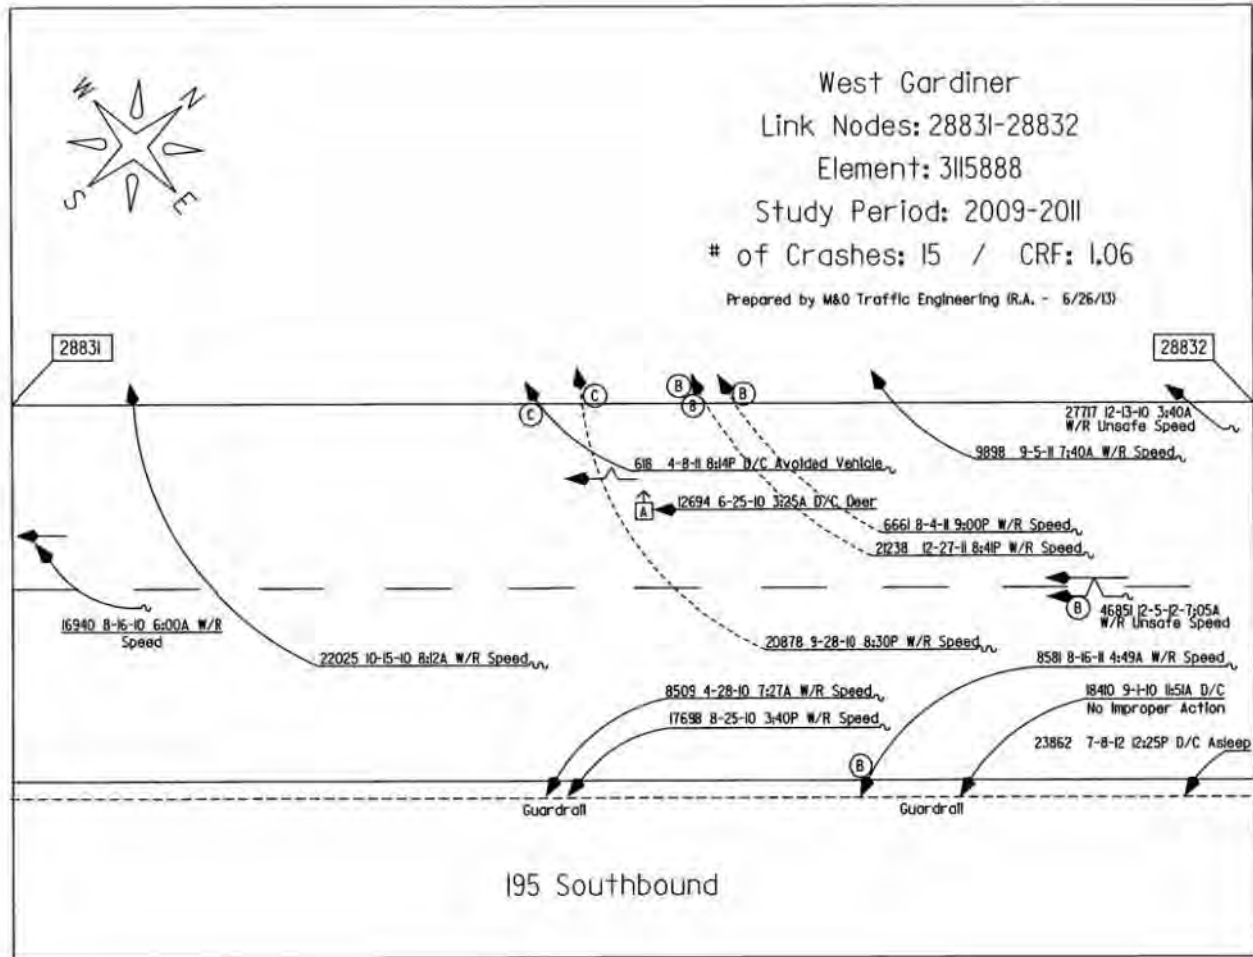 W
N
S
E
West Gardiner
Link Nodes: 28831-28832
Element: 3115888
Study Period: 2009-2011
# of Crashes: 15 / CRF: 1.06
Prepared by M&O Traffic Engineering (R.A. - 6/26/13)
28831
28832
C
C
B
B
B
27717 12-13-10 3:40A
W/R Unsafe Speed
9898 9-5-11 7:40A W/R Speed
618 4-8-11 8:14P D/C Avoided Vehicle
A
12694 6-25-10 3:25A D/C Deer
6661 8-4-11 9:00P W/R Speed
21238 12-27-11 8:41P W/R Speed
B
46851 12-5-12-7:05A
W/R Unsafe Speed
16940 8-16-10 6:00A W/R
Speed
20878 9-28-10 8:30P W/R Speed
22025 10-15-10 8:12A W/R Speed
8581 8-16-11 4:49A W/R Speed
8509 4-28-10 7:27A W/R Speed
18410 9-1-10 11:51A D/C
No Improper Action
17698 8-25-10 3:40P W/R Speed
23862 7-8-12 12:25P D/C Asleep
B
Guardrail
Guardrail
I95 Southbound